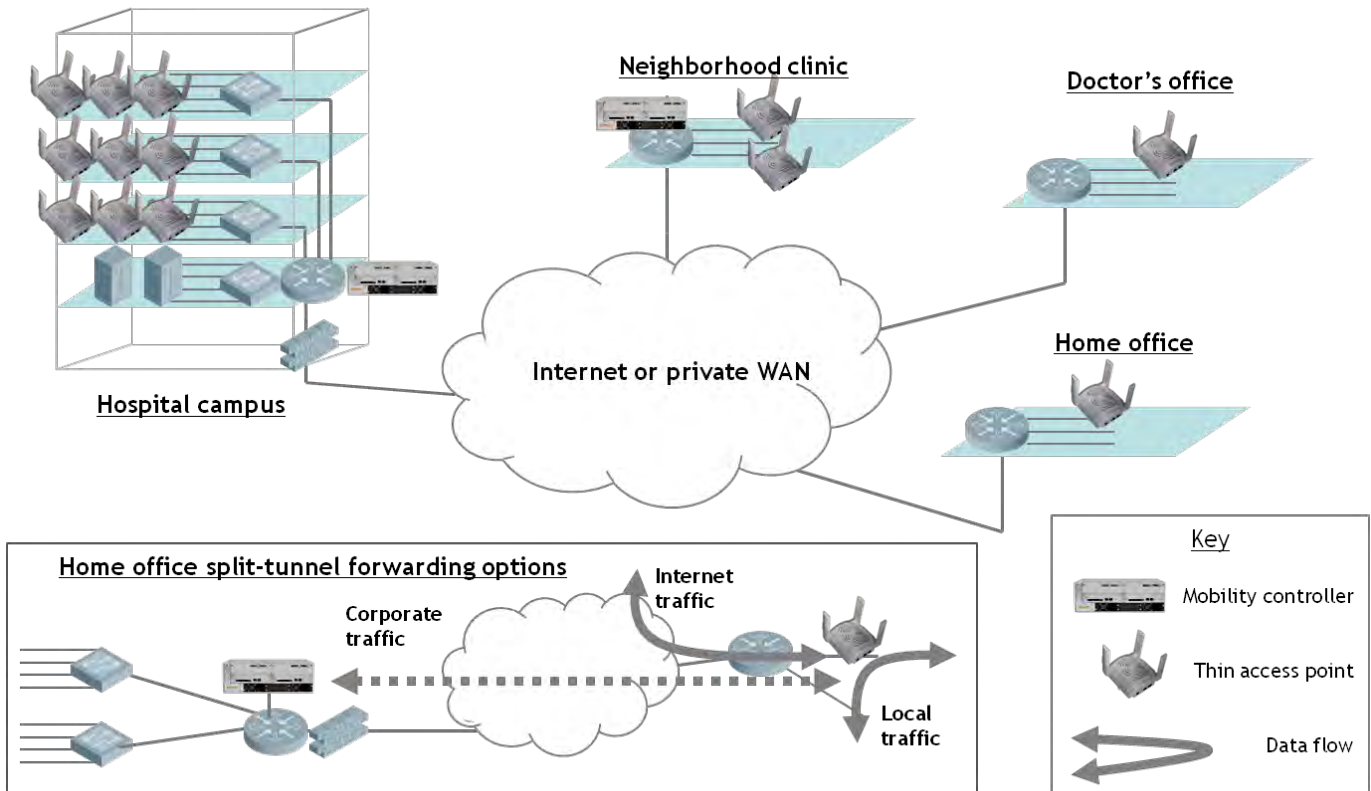 Neighborhood clinic
Doctor's office
Home office
Internet or private WAN
Hospital campus
Home office split-tunnel forwarding options
Internet
traffic
Corporate
traffic
Local
traffic
Key
Mobility controller
Thin access point
Data flow